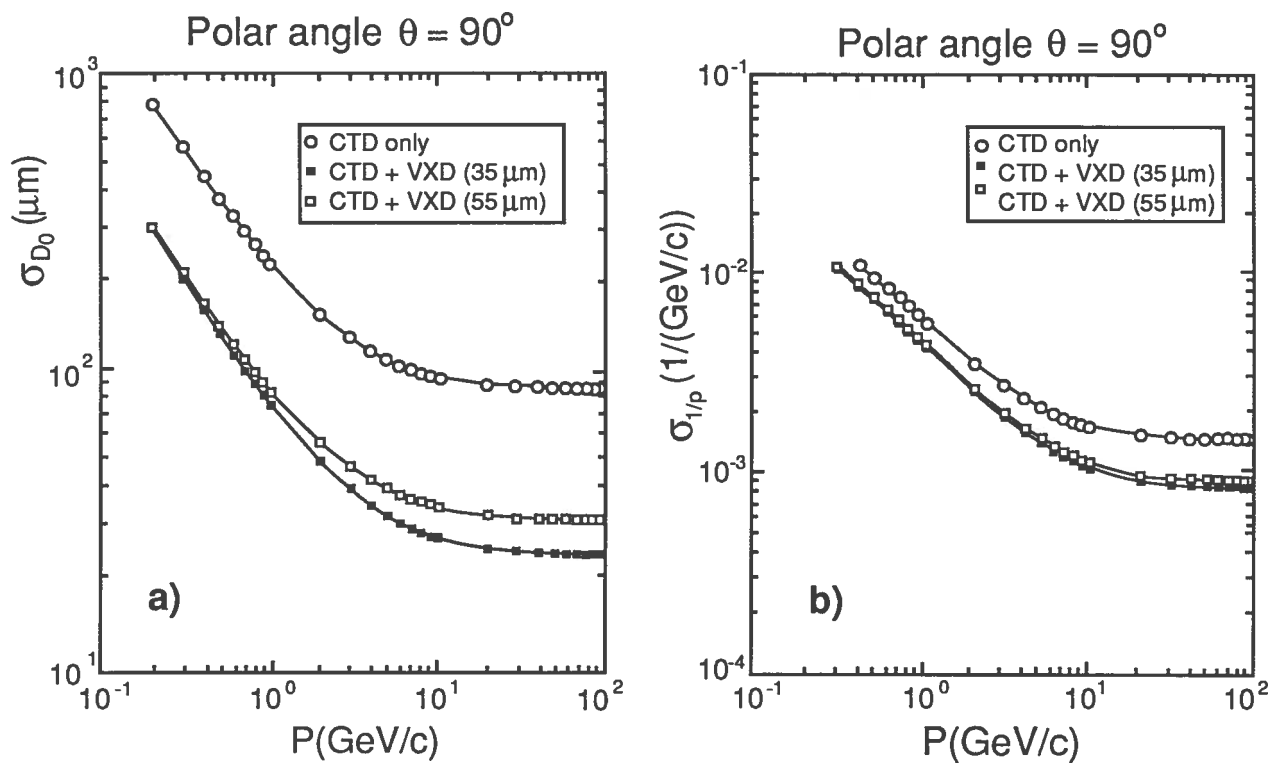 Polar angle θ = 90°
10³
10²
10¹
σD₀ (μm)
CTD only
CTD + VXD (35 μm)
CTD + VXD (55 μm)
a)
10⁻¹ 10⁰ 10¹ 10²
P(GeV/c)
Polar angle θ = 90°
10⁻¹
10⁻²
10⁻³
10⁻⁴
σ1/p (1/(GeV/c))
CTD only
CTD + VXD (35 μm)
CTD + VXD (55 μm)
b)
10⁻¹ 10⁰ 10¹ 10²
P(GeV/c)